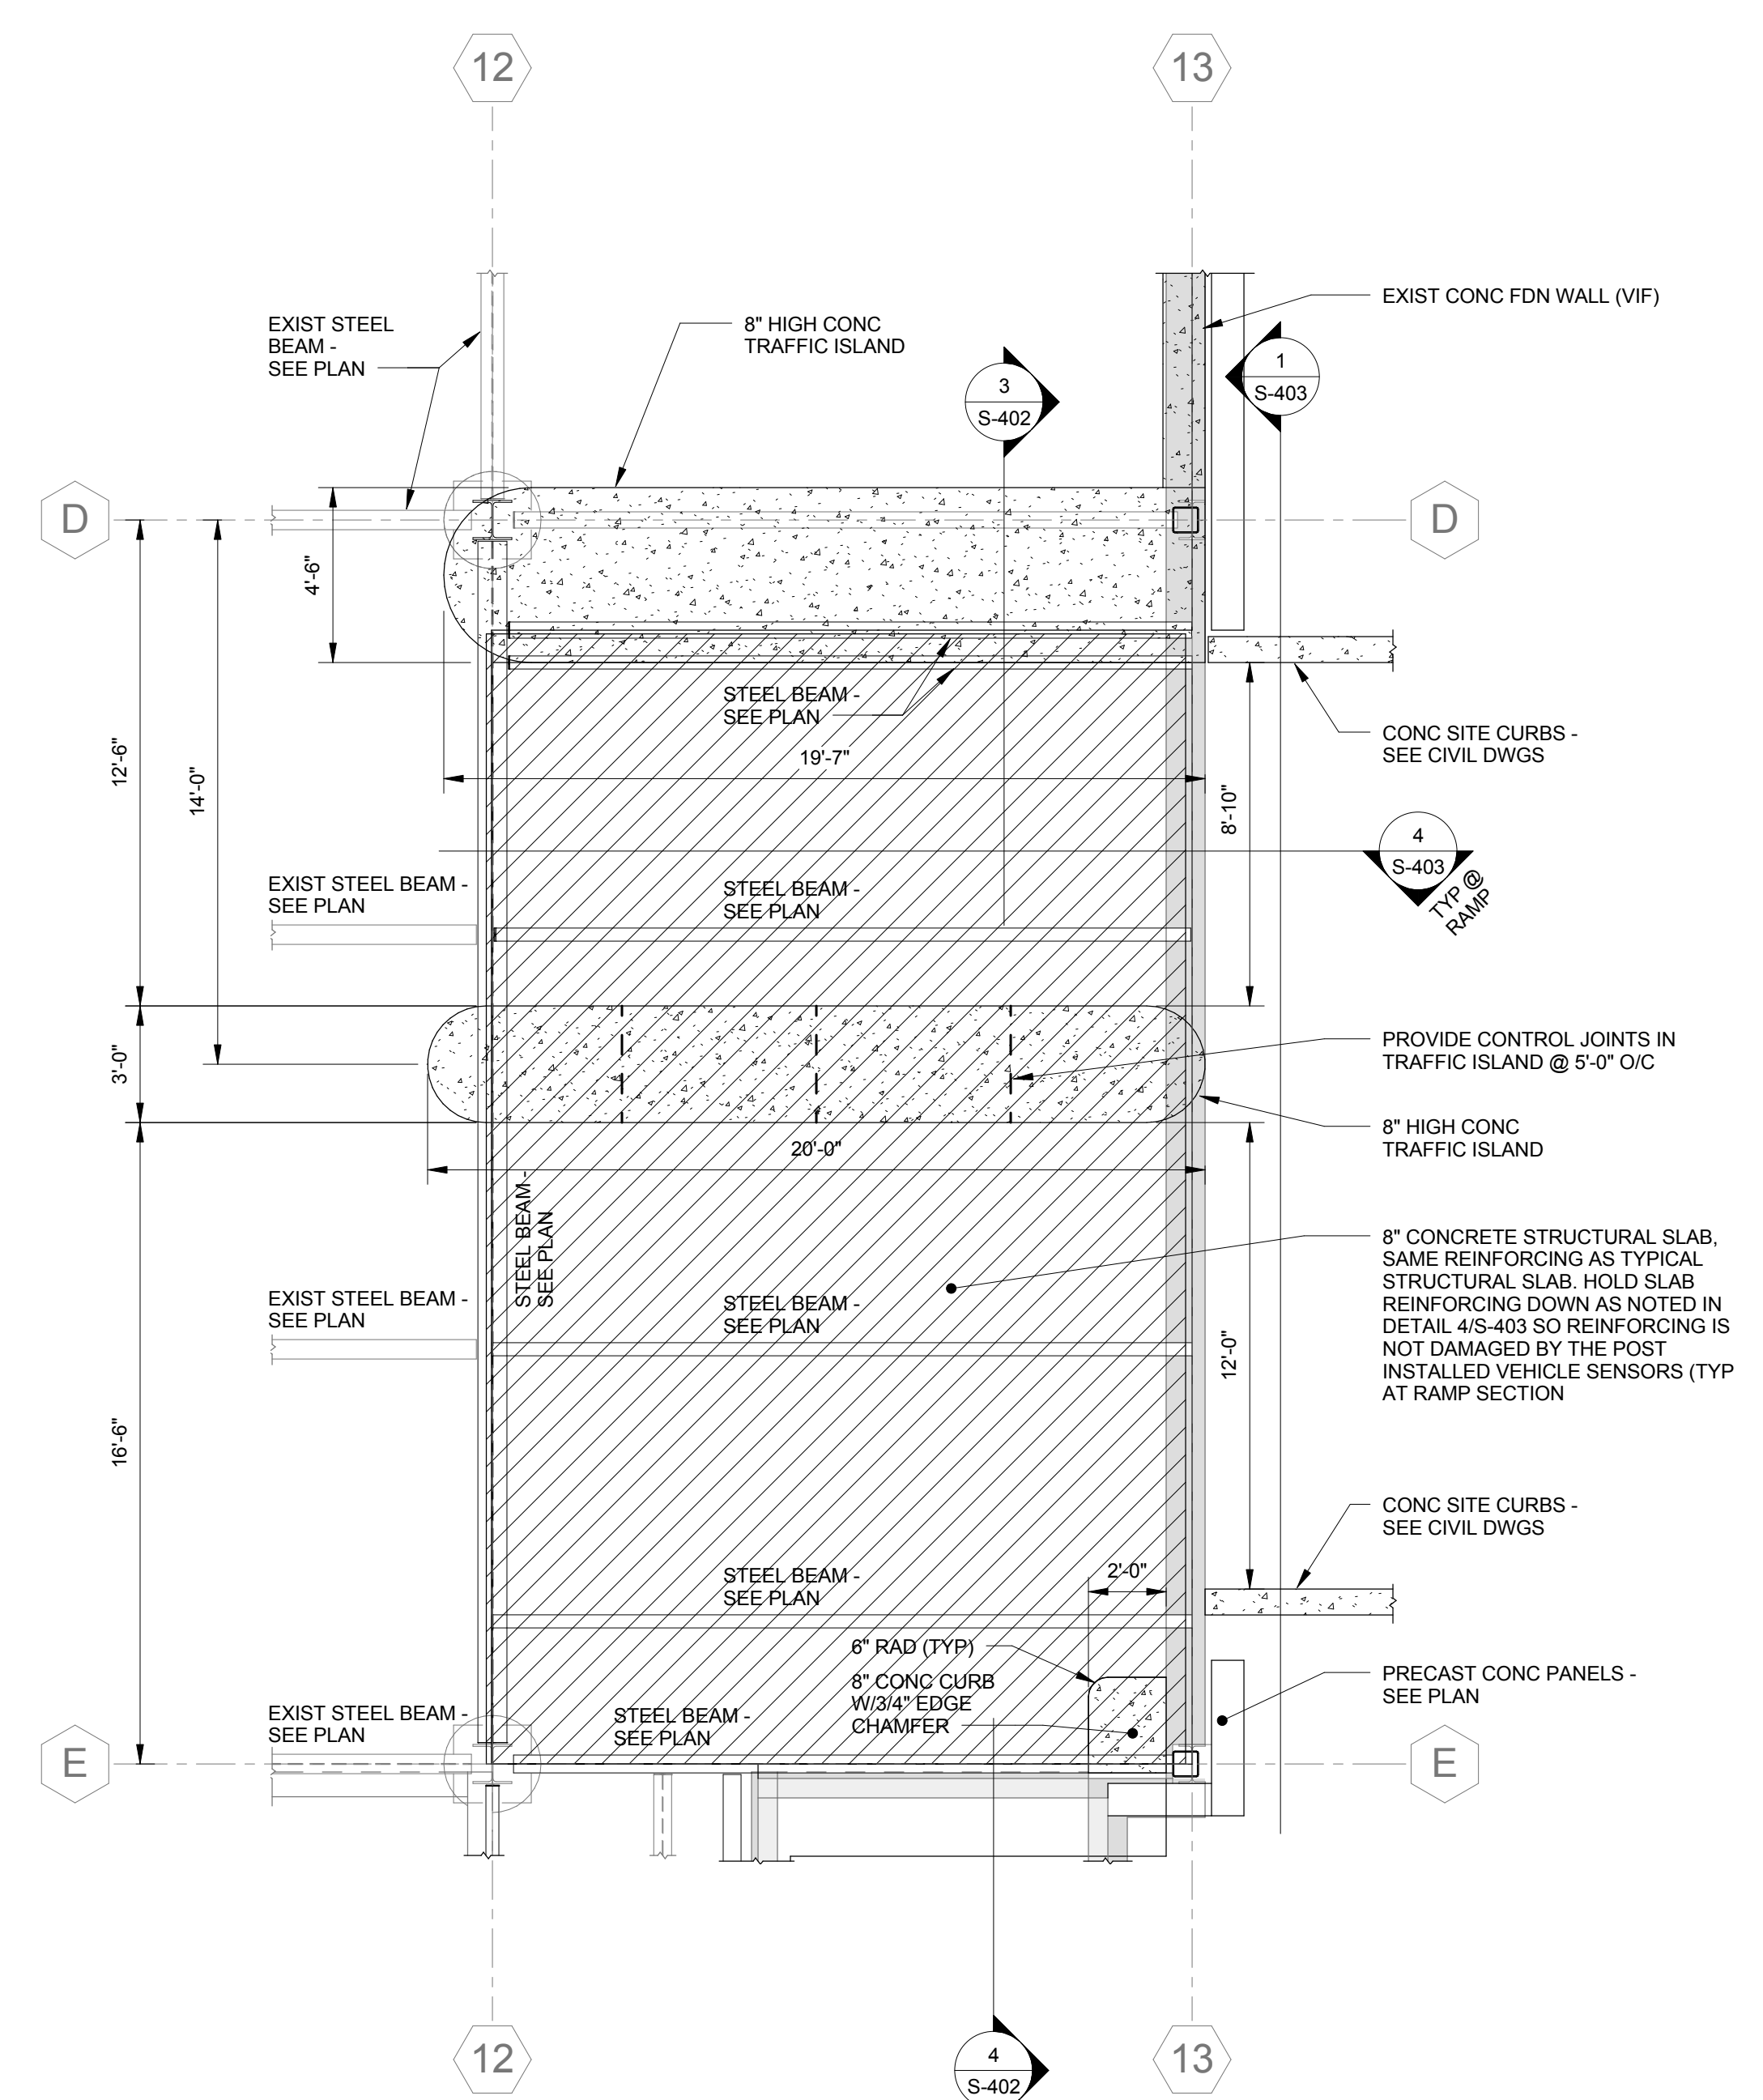 12
13
EXIST STEEL
BEAM -
SEE PLAN
8" HIGH CONC
TRAFFIC ISLAND
EXIST CONC FDN WALL (VIF)
3
S-402
1
S-403
D
D
4'-6"
STEEL BEAM -
SEE PLAN
CONC SITE CURBS -
SEE CIVIL DWGS
12'-6"
14'-0"
19'-7"
8'-10"
4
S-403
TYP @
RAMP
EXIST STEEL BEAM -
SEE PLAN
STEEL BEAM -
SEE PLAN
3'-0"
PROVIDE CONTROL JOINTS IN
TRAFFIC ISLAND @ 5'-0" O/C
8" HIGH CONC
TRAFFIC ISLAND
20'-0"
STEEL BEAM -
SEE PLAN
8" CONCRETE STRUCTURAL SLAB,
SAME REINFORCING AS TYPICAL
STRUCTURAL SLAB. HOLD SLAB
REINFORCING DOWN AS NOTED IN
DETAIL 4/S-403 SO REINFORCING IS
NOT DAMAGED BY THE POST
INSTALLED VEHICLE SENSORS (TYP
AT RAMP SECTION
EXIST STEEL BEAM -
SEE PLAN
STEEL BEAM -
SEE PLAN
12'-0"
16'-6"
CONC SITE CURBS -
SEE CIVIL DWGS
STEEL BEAM -
SEE PLAN
2'-0"
6" RAD (TYP)
8" CONC CURB
W/3/4" EDGE
CHAMFER
PRECAST CONC PANELS -
SEE PLAN
EXIST STEEL BEAM -
SEE PLAN
STEEL BEAM -
SEE PLAN
E
E
12
4
S-402
13